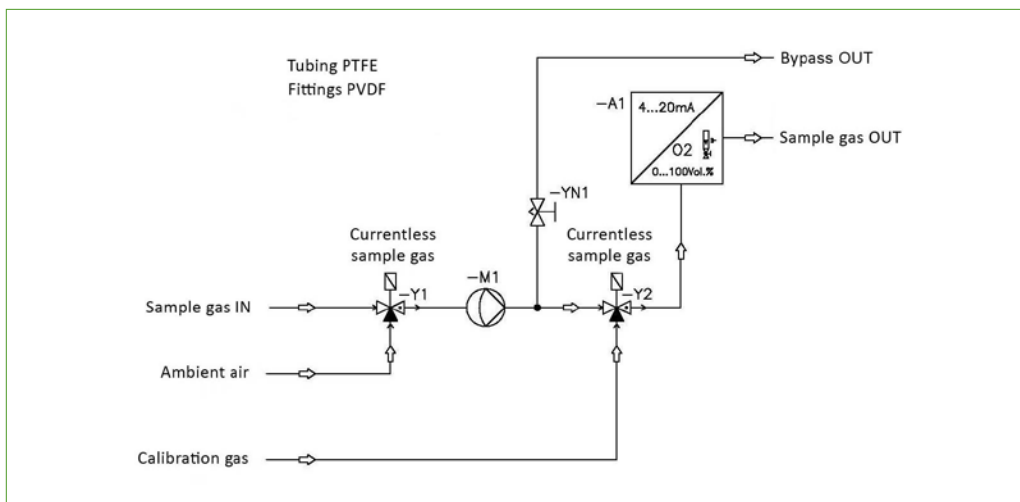 Tubing PTFE
Fittings PVDF
Bypass OUT
–A1
4...20mA
O2
0...100Vol.%
Sample gas OUT
–YN1
Currentless
sample gas
Currentless
sample gas
–M1
Sample gas IN
–Y1
–Y2
Ambient air
Calibration gas